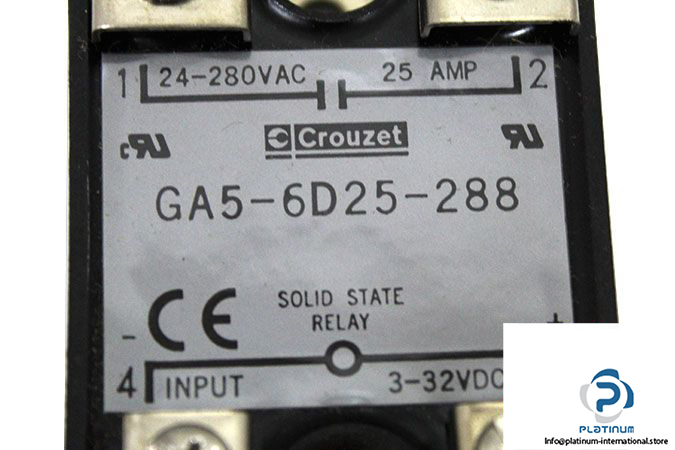 1 24-280VAC 25 AMP 2
Crouzet
GA5-6D25-288
CE
SOLID STATE
RELAY
- +
4 INPUT 3-32VDC
PLATINUM
Info@platinum-international.store